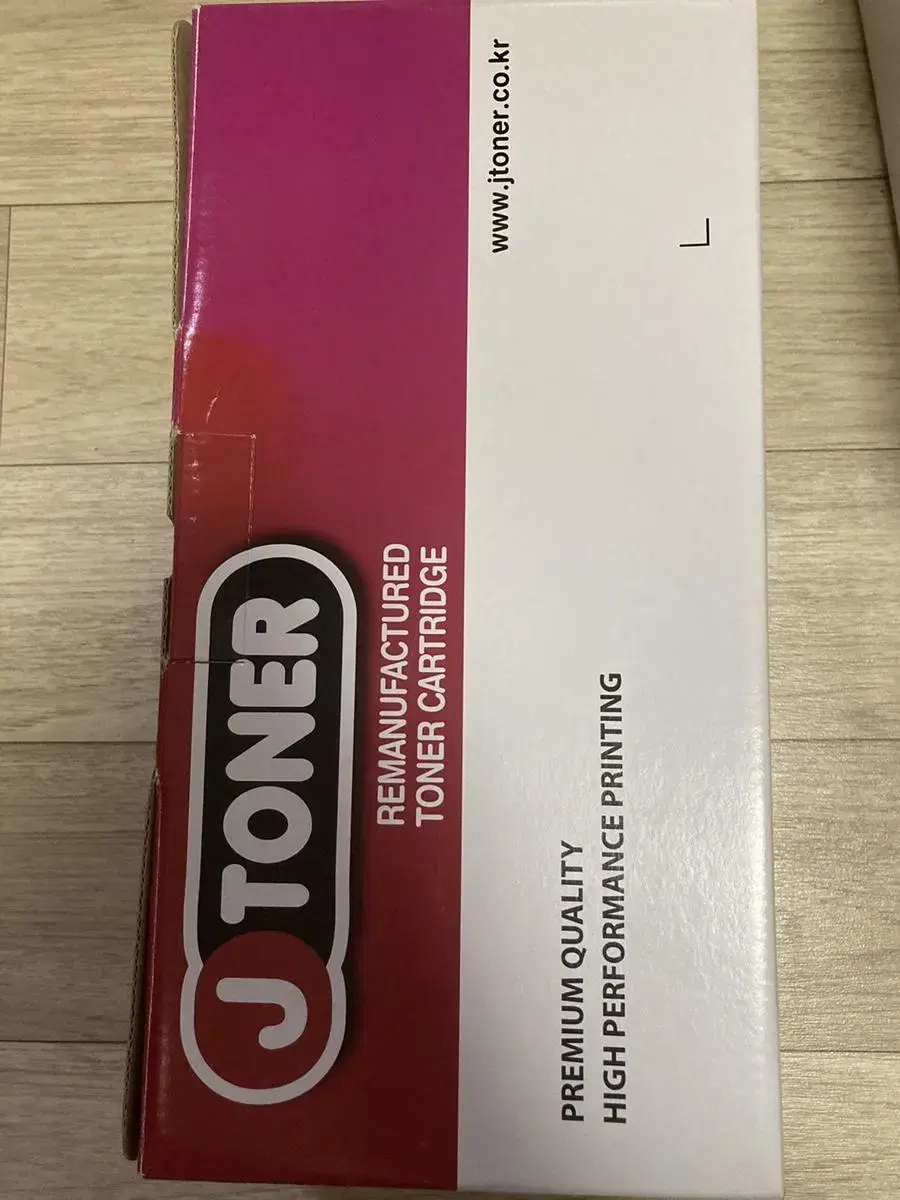 J TONER
REMANUFACTURED
TONER CARTRIDGE
www.jtoner.co.kr
PREMIUM QUALITY
HIGH PERFORMANCE PRINTING